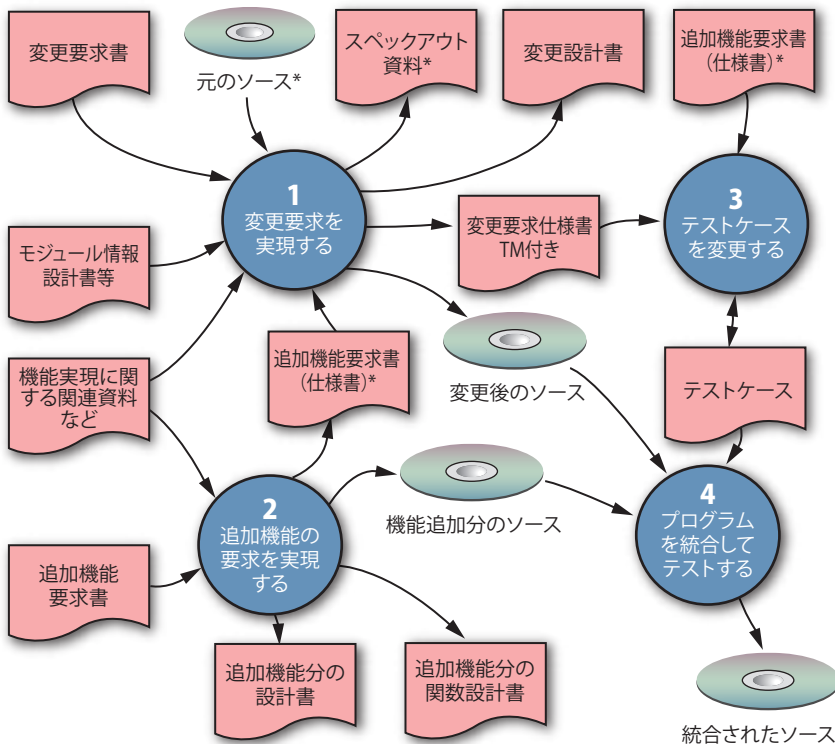 変更要求書
元のソース*
スペックアウト
資料*
変更設計書
追加機能要求書
(仕様書)*
1
変更要求を
実現する
3
テストケース
を変更する
モジュール情報
設計書等
変更要求仕様書
TM付き
機能実現に関
する関連資料
など
追加機能要求書
(仕様書)*
変更後のソース
テストケース
2
追加機能の
要求を実現
する
機能追加分のソース
4
プログラム
を統合して
テストする
追加機能
要求書
追加機能分の
設計書
追加機能分の
関数設計書
統合されたソース